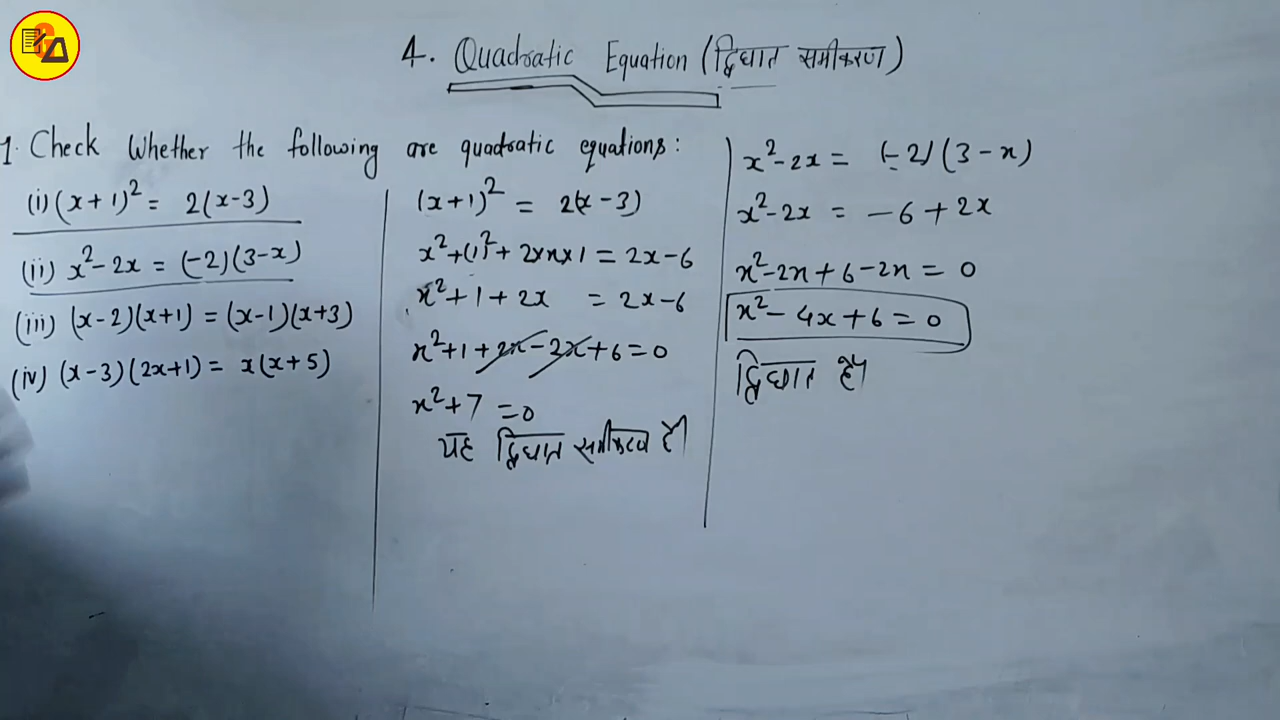 4. Quadratic Equation (द्विघात समीकरण)
1. Check Whether the following are quadratic equations:
(i) (x+1)² = 2(x-3)
(ii) x²-2x = (-2)(3-x)
(iii) (x-2)(x+1) = (x-1)(x+3)
(iv) (x-3)(2x+1) = x(x+5)
(x+1)² = 2(x-3)
x²+(1)²+2×x×1 = 2x-6
x²+1+2x = 2x-6
x²+1+2x-2x+6=0
x²+7=0
यह द्विघात समीकरण है।
x²-2x = (-2)(3-x)
x²-2x = -6+2x
x²-2x+6-2x=0
x²-4x+6=0
द्विघात है।